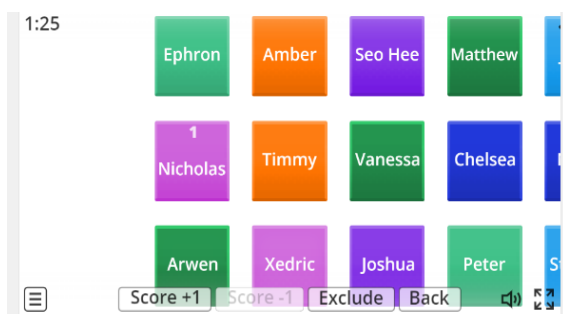 1:25
Ephron Amber Seo Hee Matthew
1
Nicholas Timmy Vanessa Chelsea
Arwen Xedric Joshua Peter
Score +1 Score -1 Exclude Back